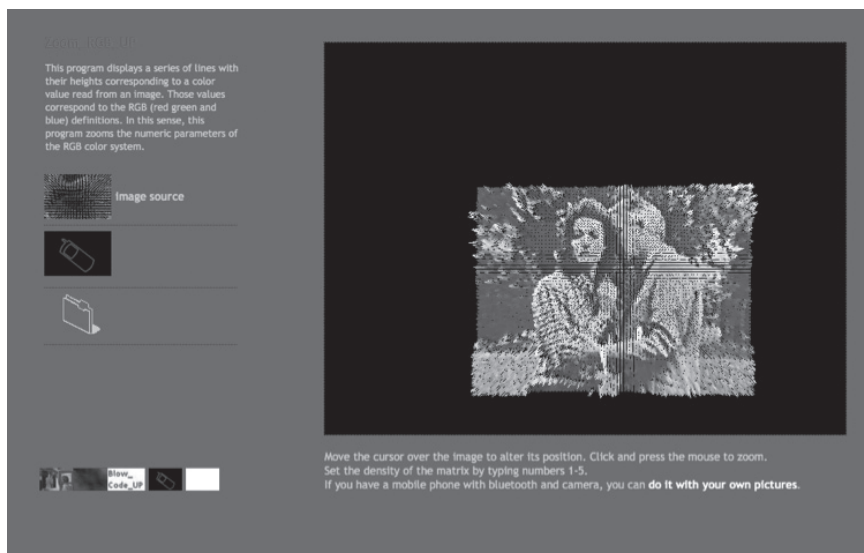 Zoom_RGB_UP
This program displays a series of lines with
their heights corresponding to a color
value read from an image. Those values
correspond to the RGB (red green and
blue) definitions. In this sense, this
program zooms the numeric parameters of
the RGB color system.
image source
Blow_
Code_UP
Move the cursor over the image to alter its position. Click and press the mouse to zoom.
Set the density of the matrix by typing numbers 1-5.
If you have a mobile phone with bluetooth and camera, you can do it with your own pictures.